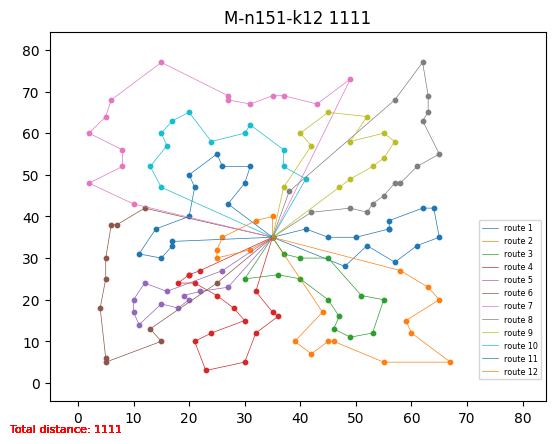 M-n151-k12 1111
80
70
60
50
40
30
20
10
0
route 1
route 2
route 3
route 4
route 5
route 6
route 7
route 8
route 9
route 10
route 11
route 12
0 10 20 30 40 50 60 70 80
Total distance: 1111